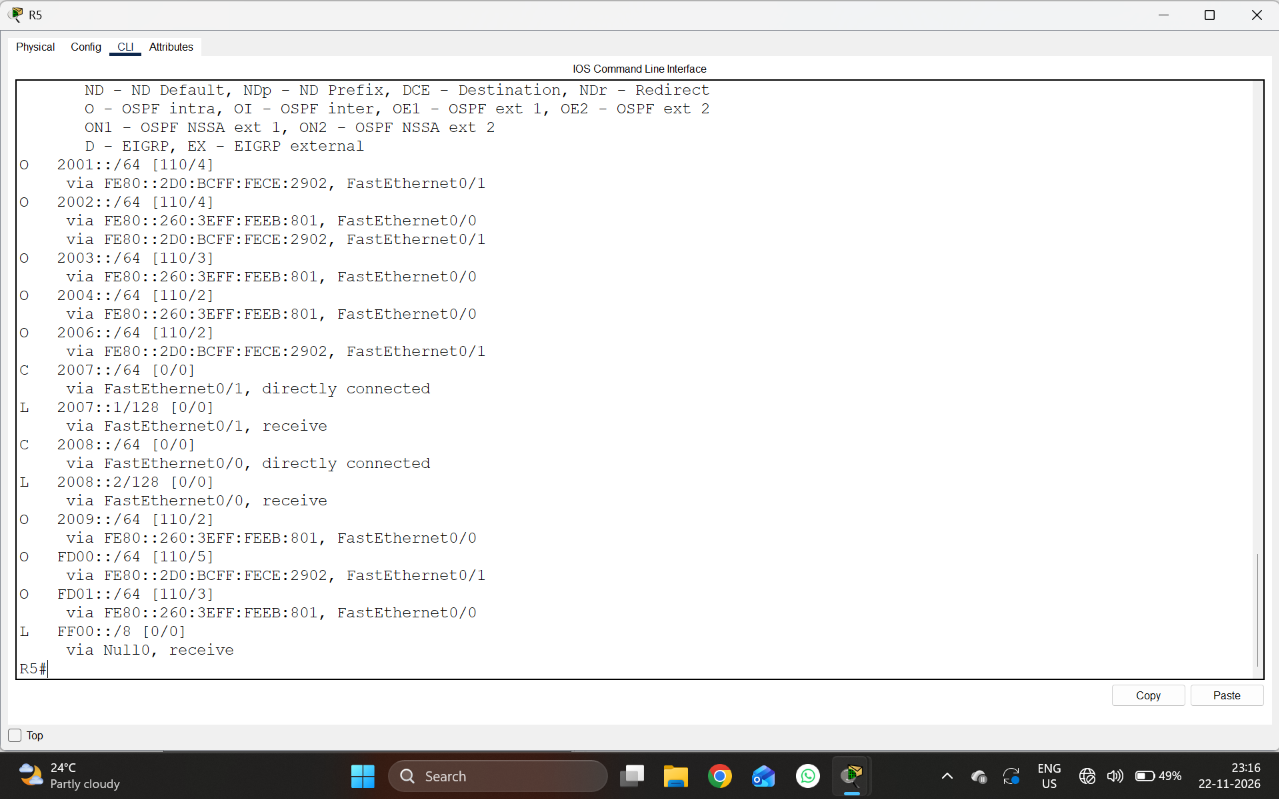 R5
Physical Config CLI Attributes
IOS Command Line Interface
ND - ND Default, NDp - ND Prefix, DCE - Destination, NDr - Redirect
O - OSPF intra, OI - OSPF inter, OE1 - OSPF ext 1, OE2 - OSPF ext 2
ON1 - OSPF NSSA ext 1, ON2 - OSPF NSSA ext 2
D - EIGRP, EX - EIGRP external
O 2001::/64 [110/4]
via FE80::2D0:BCFF:FECE:2902, FastEthernet0/1
O 2002::/64 [110/4]
via FE80::260:3EFF:FEEB:801, FastEthernet0/0
via FE80::2D0:BCFF:FECE:2902, FastEthernet0/1
O 2003::/64 [110/3]
via FE80::260:3EFF:FEEB:801, FastEthernet0/0
O 2004::/64 [110/2]
via FE80::260:3EFF:FEEB:801, FastEthernet0/0
O 2006::/64 [110/2]
via FE80::2D0:BCFF:FECE:2902, FastEthernet0/1
C 2007::/64 [0/0]
via FastEthernet0/1, directly connected
L 2007::1/128 [0/0]
via FastEthernet0/1, receive
C 2008::/64 [0/0]
via FastEthernet0/0, directly connected
L 2008::2/128 [0/0]
via FastEthernet0/0, receive
O 2009::/64 [110/2]
via FE80::260:3EFF:FEEB:801, FastEthernet0/0
O FD00::/64 [110/5]
via FE80::2D0:BCFF:FECE:2902, FastEthernet0/1
O FD01::/64 [110/3]
via FE80::260:3EFF:FEEB:801, FastEthernet0/0
L FF00::/8 [0/0]
via Null0, receive
R5#
Copy Paste
Top
24°C
Partly cloudy
Search
ENG
US
49%
23:16
22-11-2026